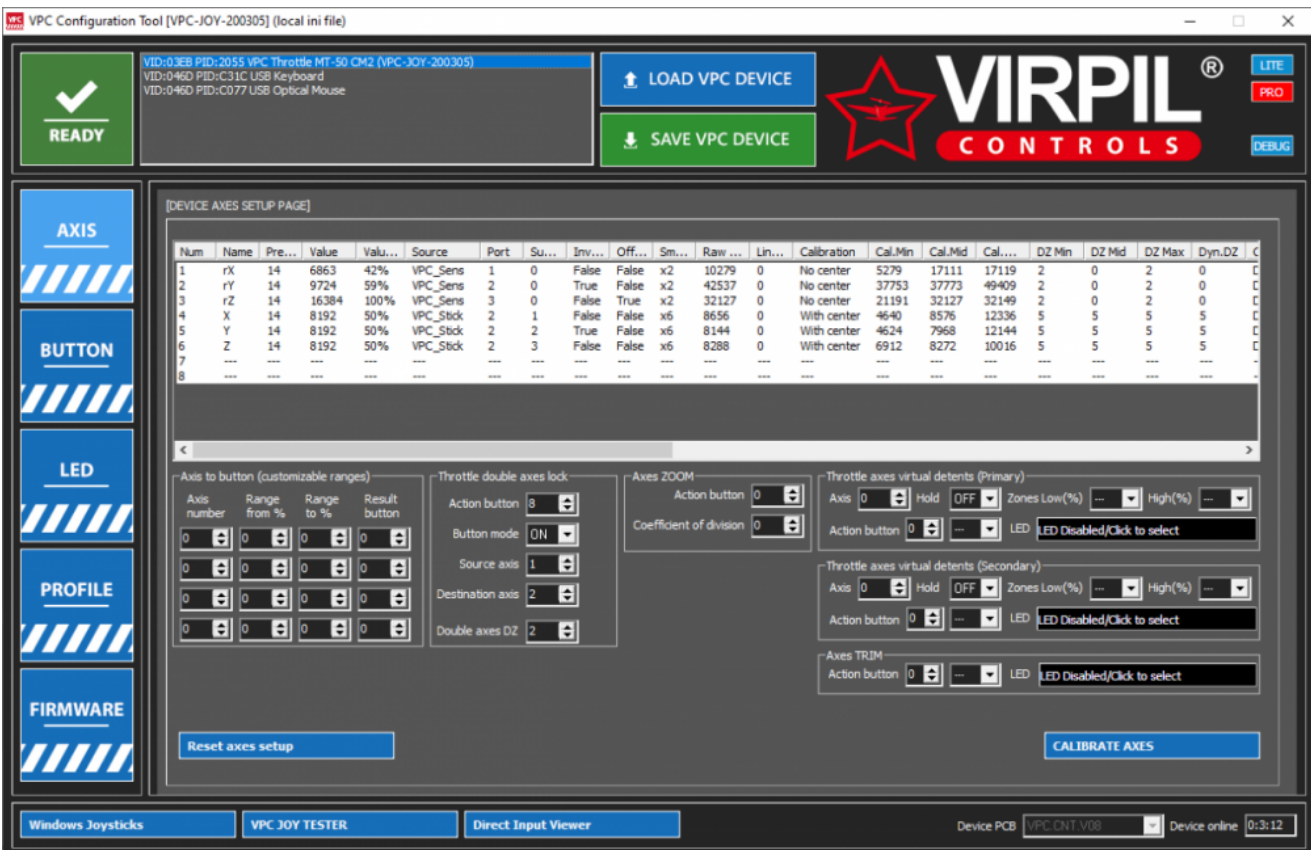 VPC Configuration Tool [VPC-JOY-200305] (local ini file)
READY
VID:03EB PID:2055 VPC Throttle MT-50 CM2 (VPC-JOY-200305)
VID:046D PID:C31C USB Keyboard
VID:046D PID:C077 USB Optical Mouse
LOAD VPC DEVICE
SAVE VPC DEVICE
VIRPIL ®
CONTROLS
LITE
PRO
DEBUG
AXIS
BUTTON
LED
PROFILE
FIRMWARE
[DEVICE AXES SETUP PAGE]
Num Name Pre... Value Valu... Source Port Su... Inv... Off... Sm... Raw ... Lin... Calibration Cal.Min Cal.Mid Cal.... DZ Min DZ Mid DZ Max Dyn.DZ
1 rX 14 6863 42% VPC_Sens 1 0 False False x2 10279 0 No center 5279 17111 17119 2 0 2 0
2 rY 14 9724 59% VPC_Sens 2 0 True False x2 42537 0 No center 37753 37773 49409 2 0 2 0
3 rZ 14 16384 100% VPC_Sens 3 0 False True x2 32127 0 No center 21191 32127 32149 2 0 2 0
4 X 14 8192 50% VPC_Stick 2 1 False False x6 8656 0 With center 4640 8576 12336 5 5 5 5
5 Y 14 8192 50% VPC_Stick 2 2 True False x6 8144 0 With center 4624 7968 12144 5 5 5 5
6 Z 14 8192 50% VPC_Stick 2 3 False False x6 8288 0 With center 6912 8272 10016 5 5 5 5
7 --- --- --- --- --- --- --- --- --- --- --- --- --- --- --- --- --- --- --- ---
8 --- --- --- --- --- --- --- --- --- --- --- --- --- --- --- --- --- --- --- ---
Axis to button (customizable ranges)
Axis number Range from % Range to % Result button
0 0 0 0
0 0 0 0
0 0 0 0
0 0 0 0
Throttle double axes lock
Action button 8
Button mode ON
Source axis 1
Destination axis 2
Double axes DZ 2
Axes ZOOM
Action button 0
Coefficient of division 0
Throttle axes virtual detents (Primary)
Axis 0 Hold OFF Zones Low(%) --- High(%) ---
Action button 0 --- LED LED Disabled/Click to select
Throttle axes virtual detents (Secondary)
Axis 0 Hold OFF Zones Low(%) --- High(%) ---
Action button 0 --- LED LED Disabled/Click to select
Axes TRIM
Action button 0 --- LED LED Disabled/Click to select
Reset axes setup
CALIBRATE AXES
Windows Joysticks
VPC JOY TESTER
Direct Input Viewer
Device PCB VPC.CNT.V08
Device online 0:3:12